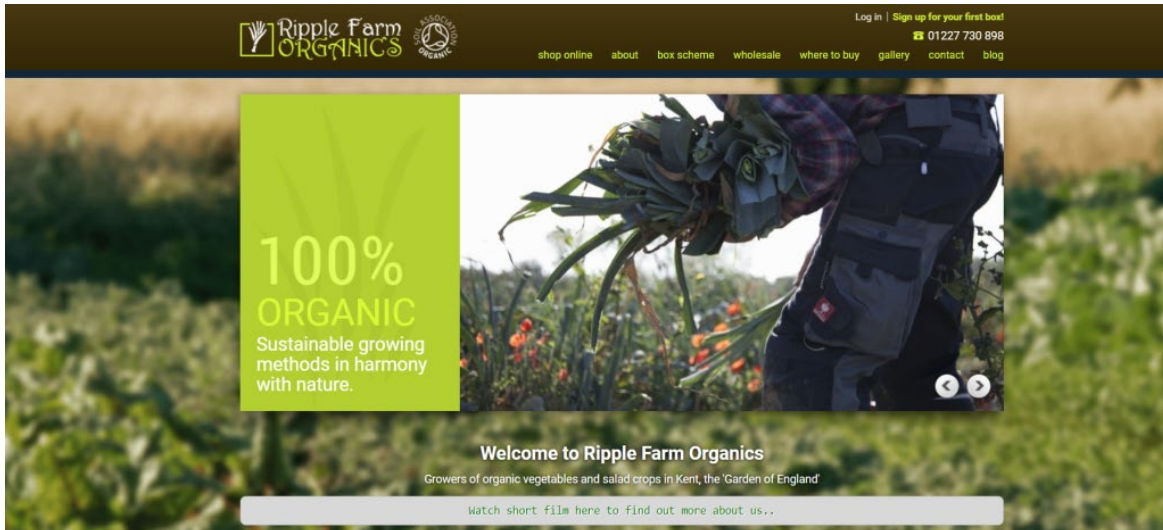 Ripple Farm
ORGANICS
SOIL ASSOCIATION
ORGANIC
Log in | Sign up for your first box!
☎ 01227 730 898
shop online about box scheme wholesale where to buy gallery contact blog
100%
ORGANIC
Sustainable growing
methods in harmony
with nature.
Welcome to Ripple Farm Organics
Growers of organic vegetables and salad crops in Kent, the 'Garden of England'
Watch short film here to find out more about us..